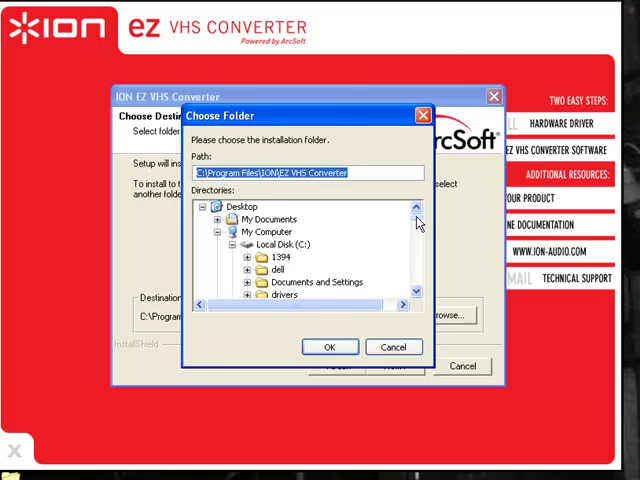 ION ez VHS CONVERTER
Powered by ArcSoft
TWO EASY STEPS:
HARDWARE DRIVER
EZ VHS CONVERTER SOFTWARE
ADDITIONAL RESOURCES:
YOUR PRODUCT
DOCUMENTATION
WWW.ION-AUDIO.COM
TECHNICAL SUPPORT
ION EZ VHS Converter
Choose Destin
Select folder
ArcSoft
Setup will ins
To install to t
another folder
select
Destination
C:\Program
rowse...
InstallShield
Cancel
Choose Folder
Please choose the installation folder.
Path:
C:\Program Files\ION\EZ VHS Converter
Directories:
Desktop
My Documents
My Computer
Local Disk (C:)
1394
dell
Documents and Settings
drivers
OK
Cancel
X